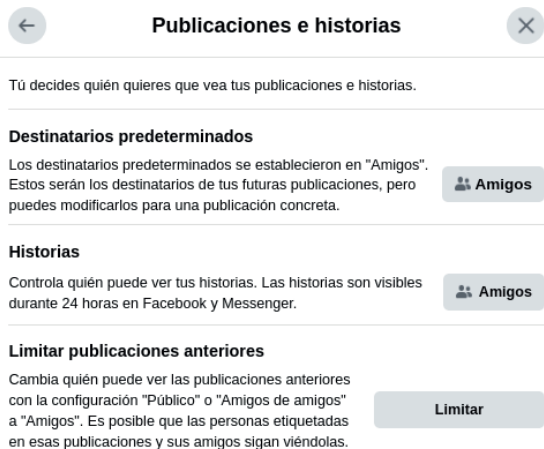 Publicaciones e historias
Tú decides quién quieres que vea tus publicaciones e historias.
Destinatarios predeterminados
Los destinatarios predeterminados se establecieron en "Amigos".
Estos serán los destinatarios de tus futuras publicaciones, pero
puedes modificarlos para una publicación concreta.
Amigos
Historias
Controla quién puede ver tus historias. Las historias son visibles
durante 24 horas en Facebook y Messenger.
Amigos
Limitar publicaciones anteriores
Cambia quién puede ver las publicaciones anteriores
con la configuración "Público" o "Amigos de amigos"
a "Amigos". Es posible que las personas etiquetadas
en esas publicaciones y sus amigos sigan viéndolas.
Limitar